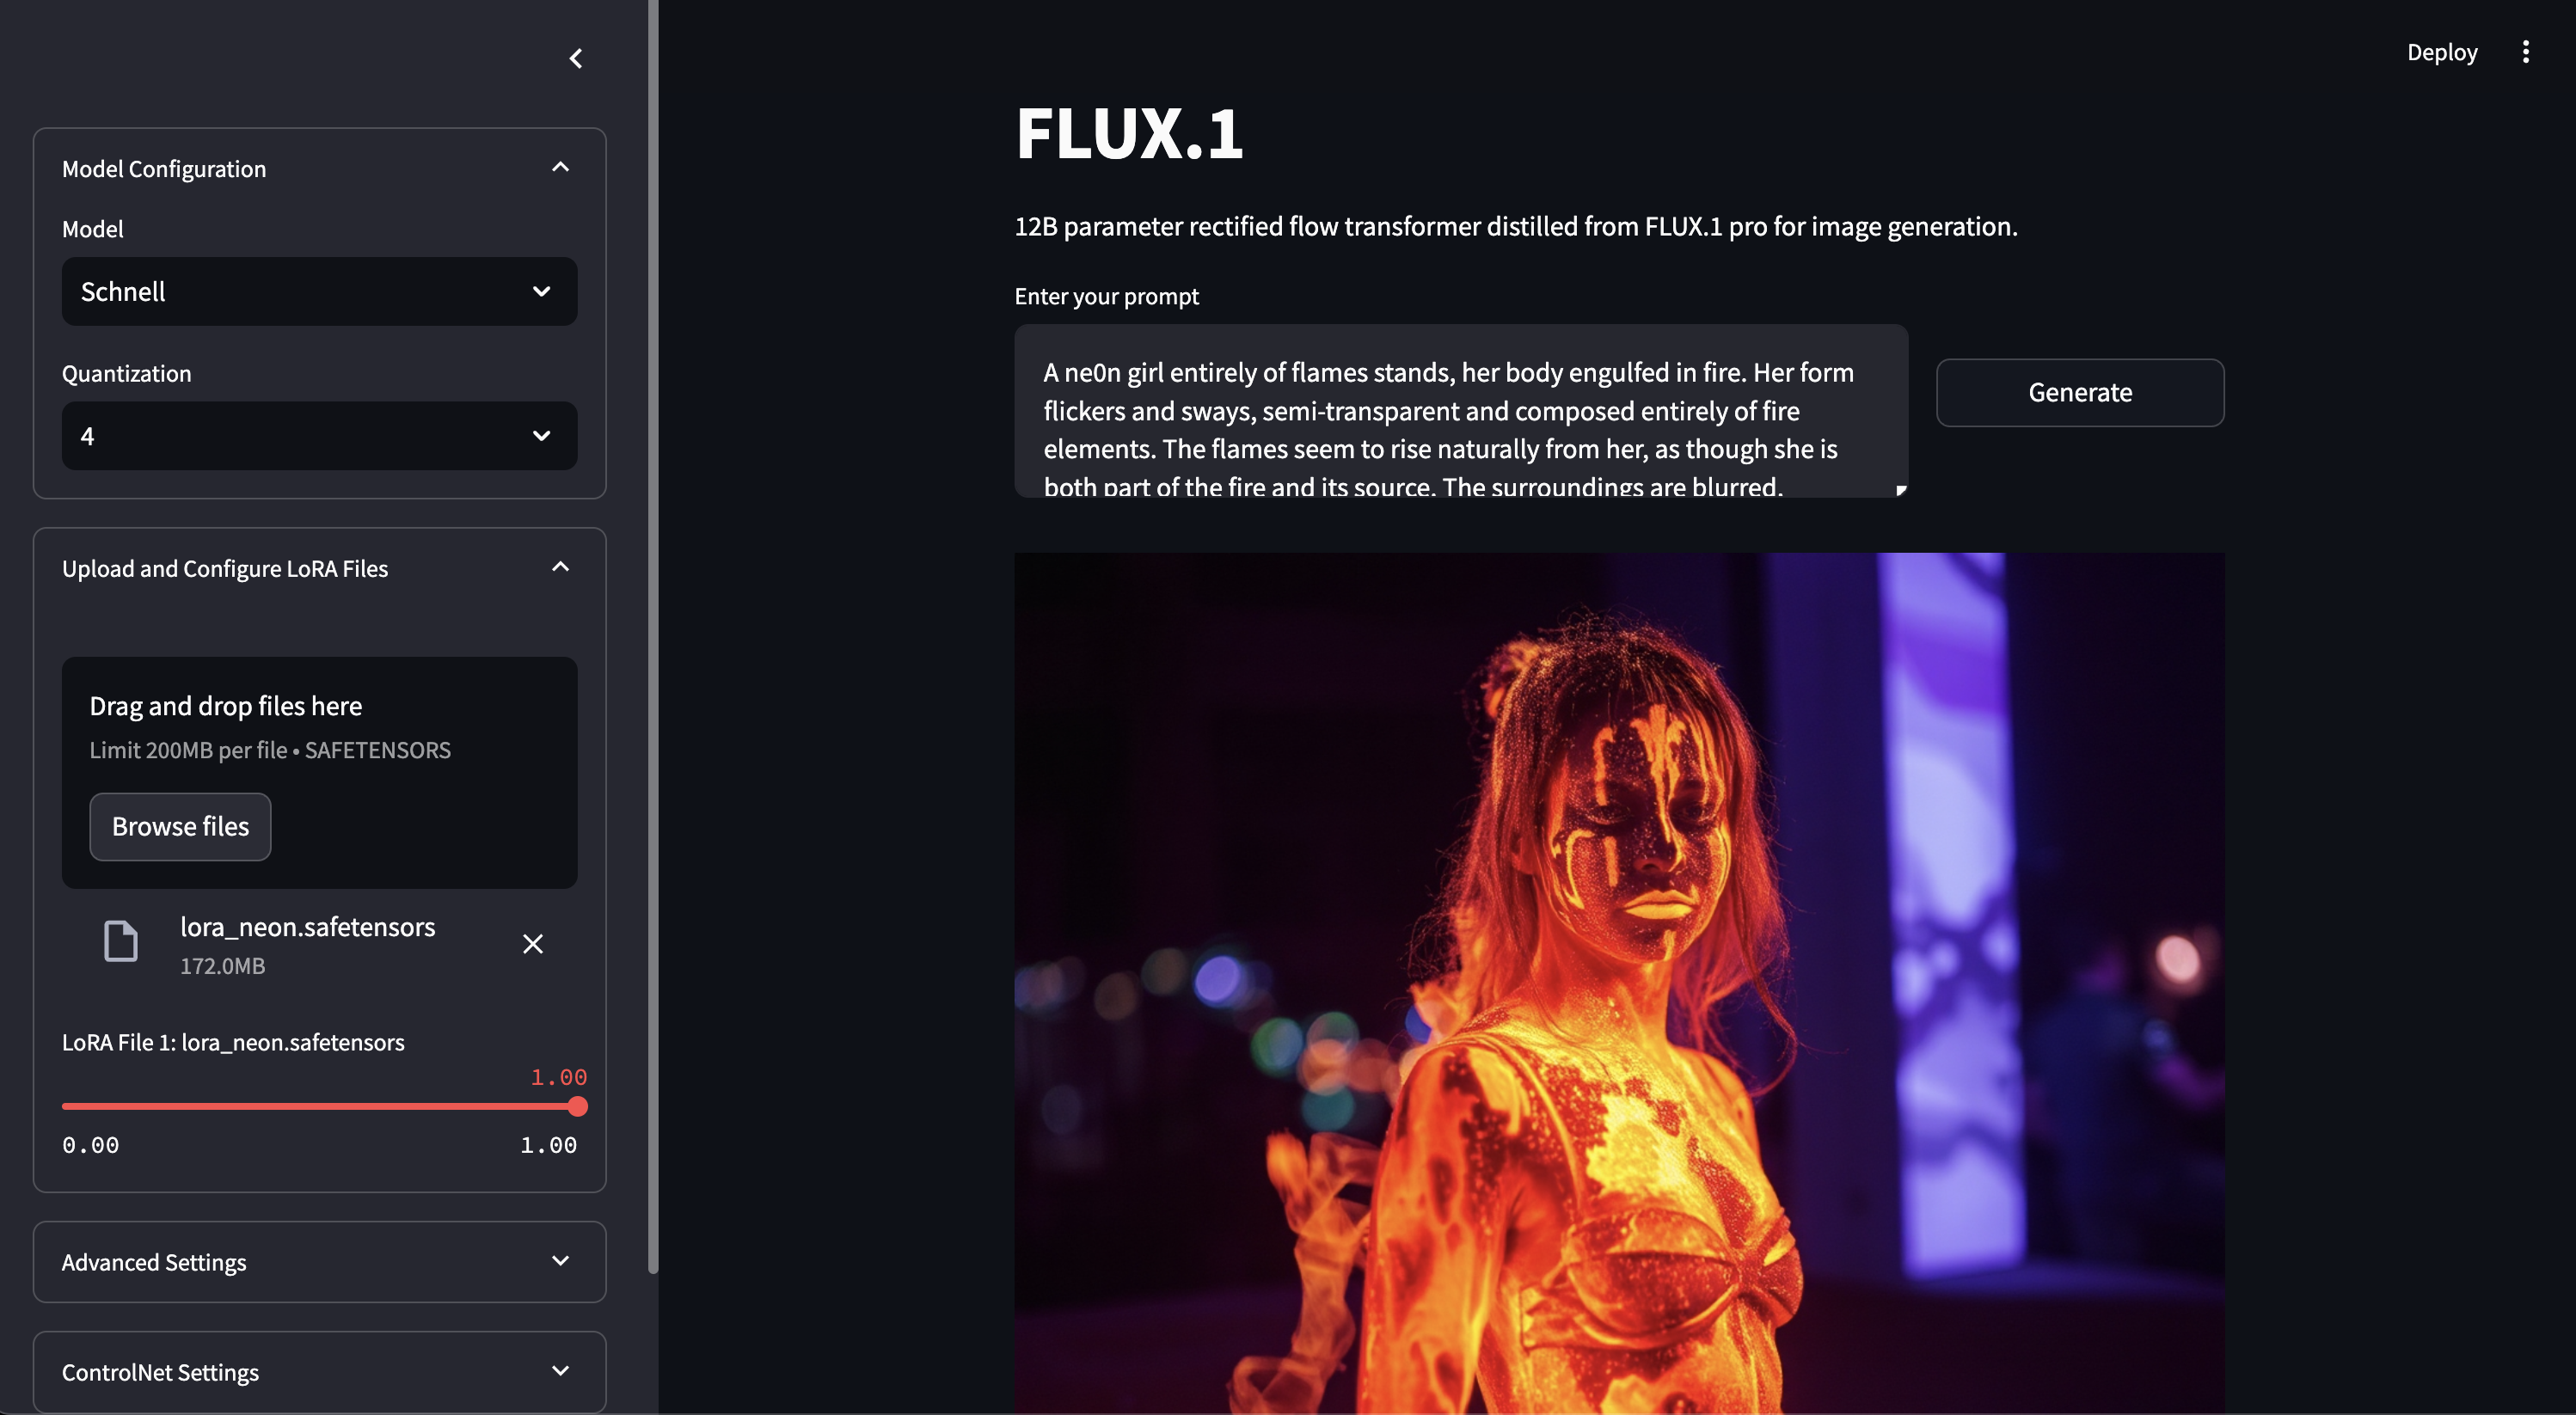 Deploy
Model Configuration
Model
Schnell
Quantization
4
Upload and Configure LoRA Files
Drag and drop files here
Limit 200MB per file • SAFETENSORS
Browse files
lora_neon.safetensors
172.0MB
LoRA File 1: lora_neon.safetensors
1.00
0.00 1.00
Advanced Settings
ControlNet Settings
FLUX.1
12B parameter rectified flow transformer distilled from FLUX.1 pro for image generation.
Enter your prompt
A ne0n girl entirely of flames stands, her body engulfed in fire. Her form
flickers and sways, semi-transparent and composed entirely of fire
elements. The flames seem to rise naturally from her, as though she is
both part of the fire and its source. The surroundings are blurred,
Generate